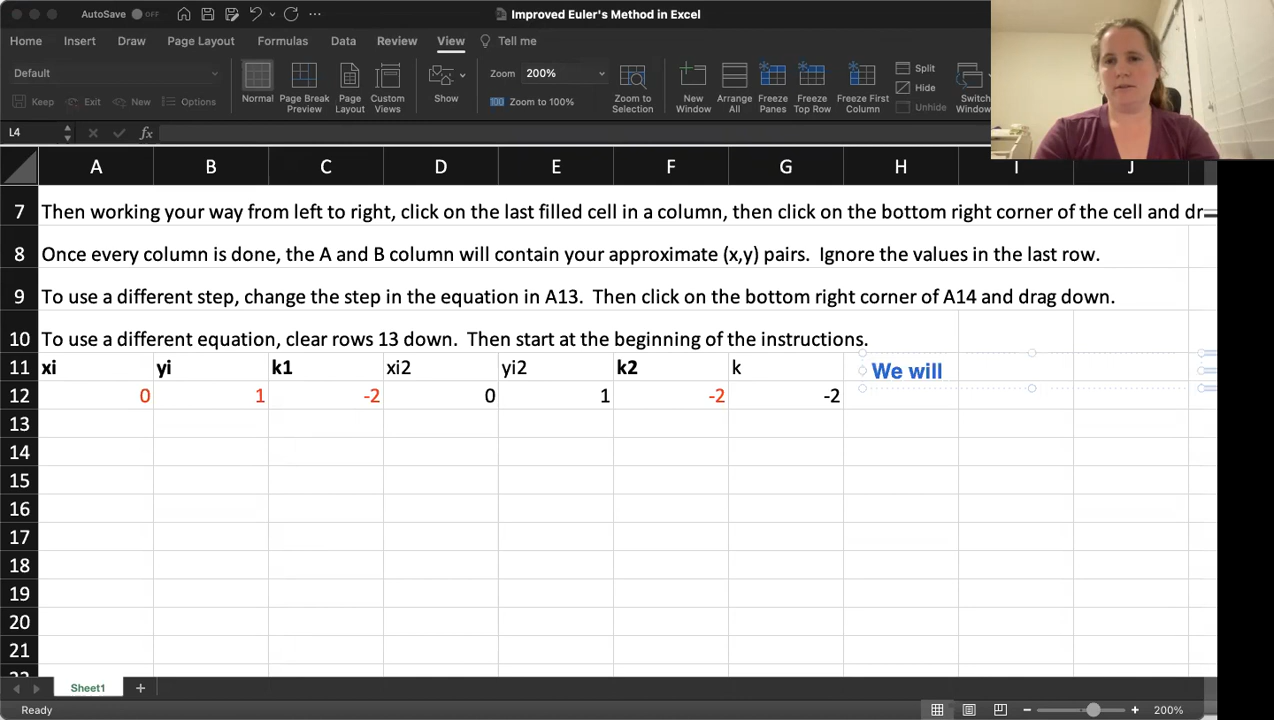 AutoSave OFF
Improved Euler's Method in Excel
Home Insert Draw Page Layout Formulas Data Review View Tell me
Default
Keep Exit New Options
Normal
Page Break Preview
Page Layout
Custom Views
Show
Zoom 200%
100 Zoom to 100%
Zoom to Selection
New Window
Arrange All
Freeze Panes
Freeze Top Row
Freeze First Column
Split
Hide
Unhide
Switch Windows
L4 fx
A B C D E F G H I J
7 Then working your way from left to right, click on the last filled cell in a column, then click on the bottom right corner of the cell and dr
8 Once every column is done, the A and B column will contain your approximate (x,y) pairs. Ignore the values in the last row.
9 To use a different step, change the step in the equation in A13. Then click on the bottom right corner of A14 and drag down.
10 To use a different equation, clear rows 13 down. Then start at the beginning of the instructions.
11 xi yi k1 xi2 yi2 k2 k We will
12 0 1 -2 0 1 -2 -2
13
14
15
16
17
18
19
20
21
Sheet1
Ready 200%